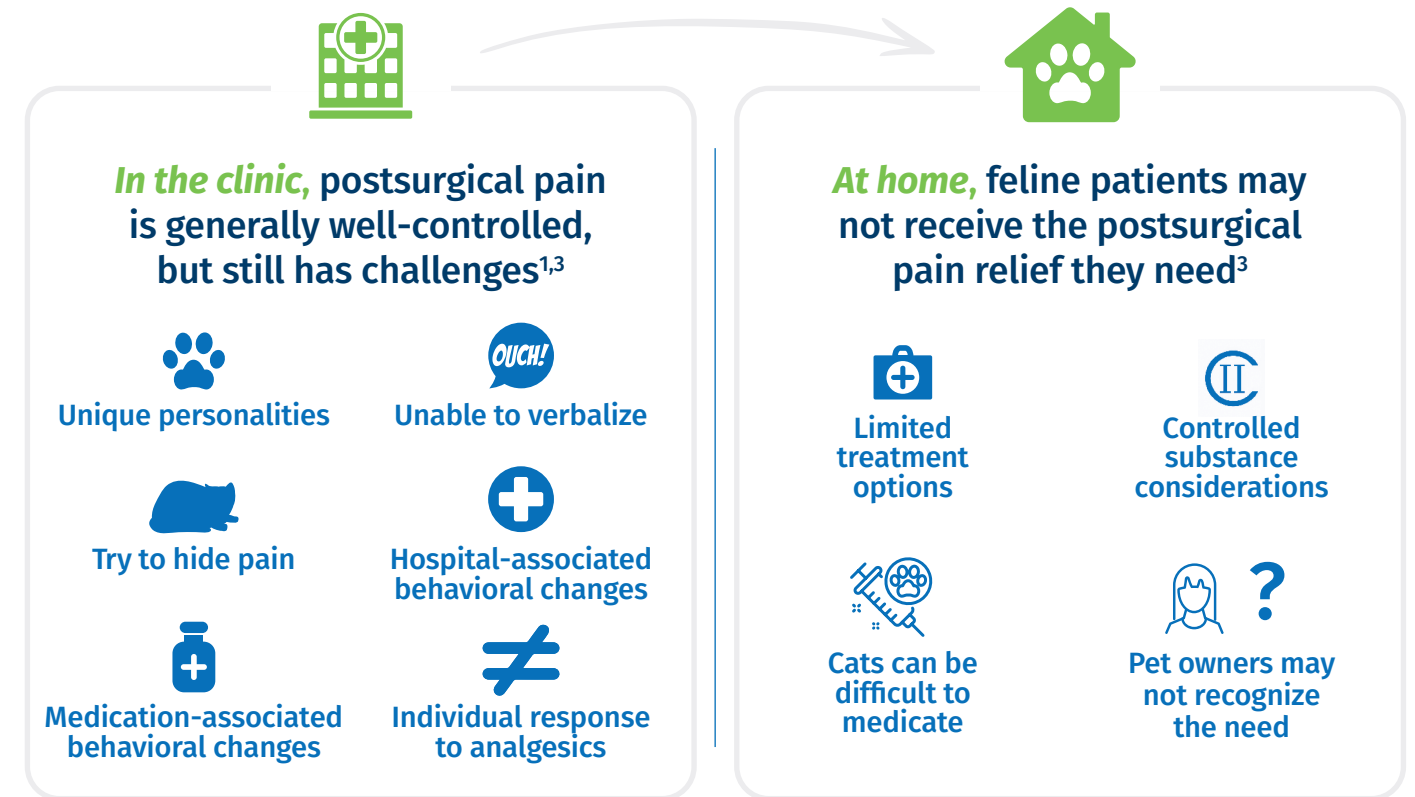 In the clinic, postsurgical pain
is generally well-controlled,
but still has challenges1,3
Unique personalities
OUCH!
Unable to verbalize
Try to hide pain
Hospital-associated
behavioral changes
Medication-associated
behavioral changes
Individual response
to analgesics
At home, feline patients may
not receive the postsurgical
pain relief they need3
Limited
treatment
options
CII
Controlled
substance
considerations
Cats can be
difficult to
medicate
?
Pet owners may
not recognize
the need